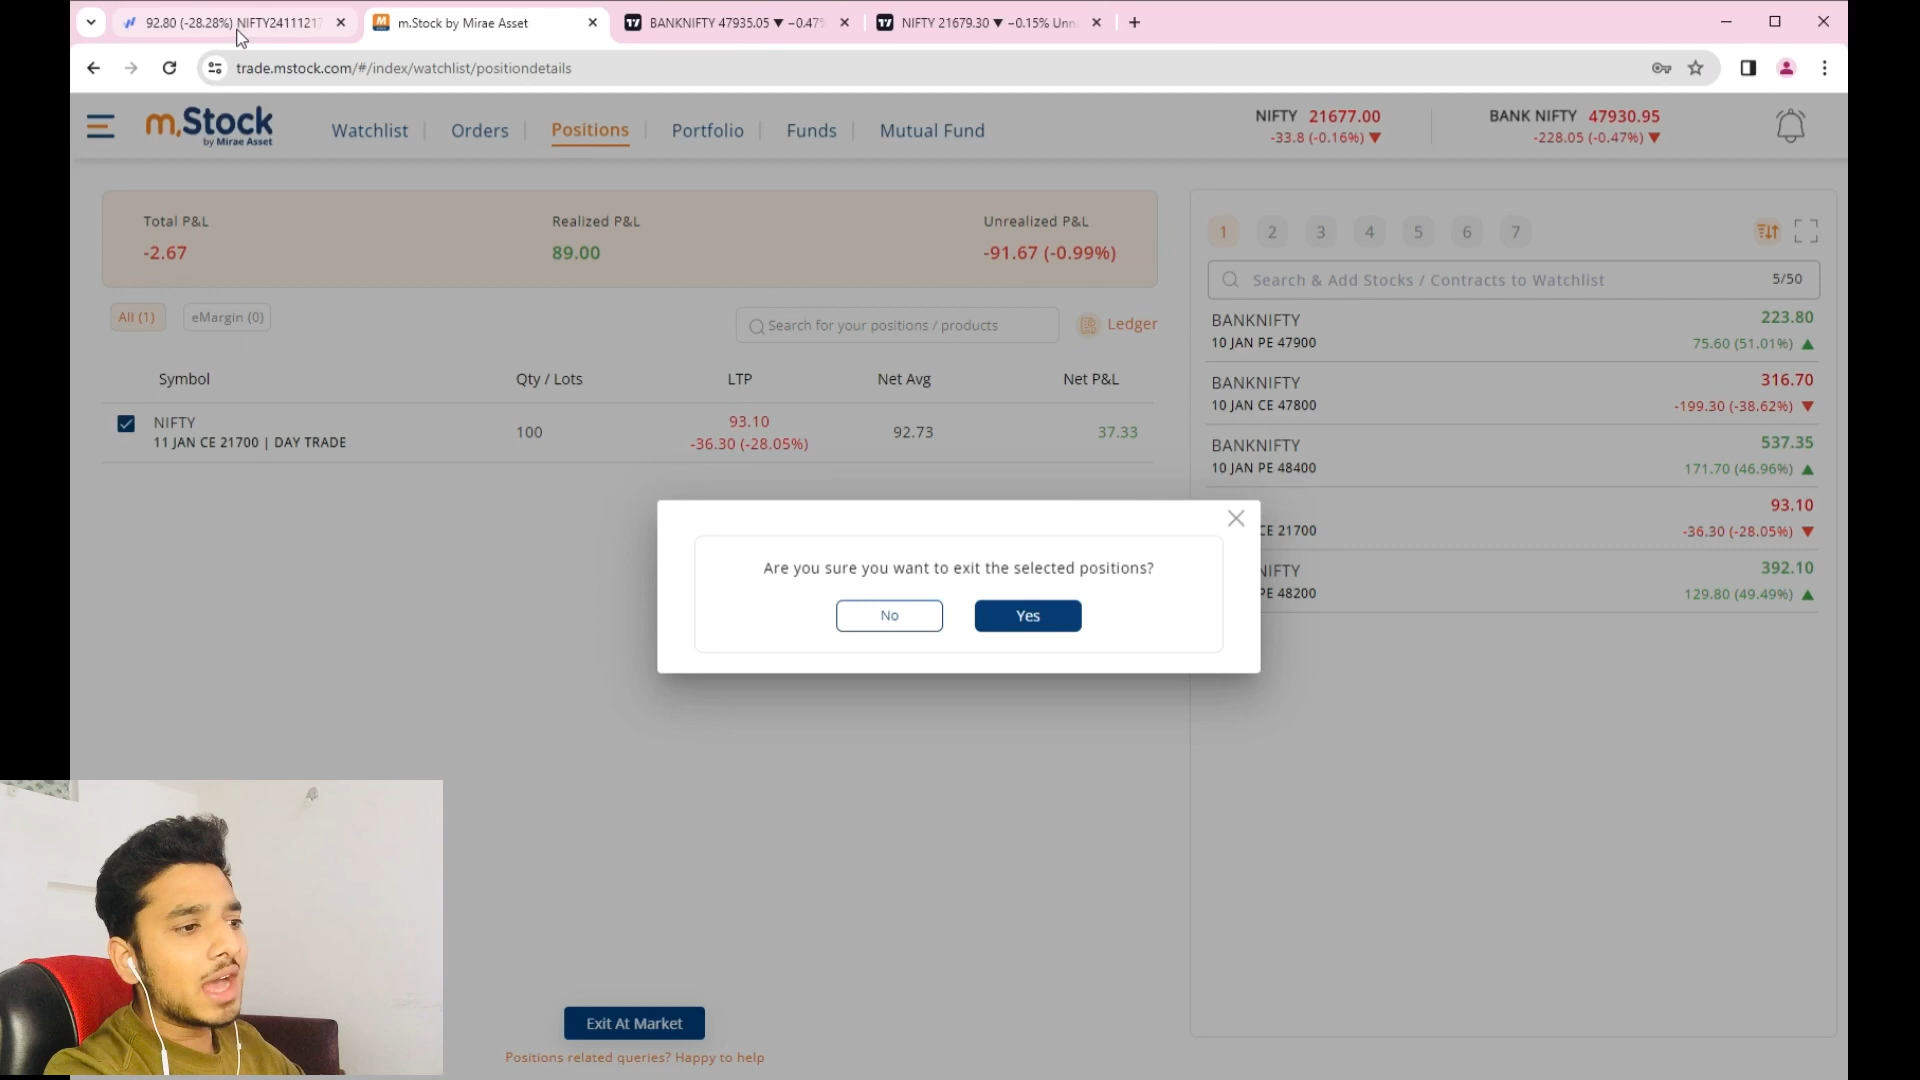 92.80 (-28.28%) NIFTY2411121
m.Stock by Mirae Asset
BANKNIFTY 47935.05 ▼ −0.47%
NIFTY 21679.30 ▼ −0.15% Unn
trade.mstock.com/#/index/watchlist/positiondetails
m.Stock
by Mirae Asset
Watchlist
Orders
Positions
Portfolio
Funds
Mutual Fund
NIFTY 21677.00
-33.8 (-0.16%) ▼
BANK NIFTY 47930.95
-228.05 (-0.47%) ▼
Total P&L
-2.67
Realized P&L
89.00
Unrealized P&L
-91.67 (-0.99%)
All (1)
eMargin (0)
Search for your positions / products
Ledger
Symbol
Qty / Lots
LTP
Net Avg
Net P&L
NIFTY
11 JAN CE 21700 | DAY TRADE
100
93.10
-36.30 (-28.05%)
92.73
37.33
1 2 3 4 5 6 7
Search & Add Stocks / Contracts to Watchlist
5/50
BANKNIFTY
10 JAN PE 47900
223.80
75.60 (51.01%) ▲
BANKNIFTY
10 JAN CE 47800
316.70
-199.30 (-38.62%) ▼
BANKNIFTY
10 JAN PE 48400
537.35
171.70 (46.96%) ▲
CE 21700
93.10
-36.30 (-28.05%) ▼
NIFTY
PE 48200
392.10
129.80 (49.49%) ▲
Are you sure you want to exit the selected positions?
No
Yes
Exit At Market
Positions related queries? Happy to help